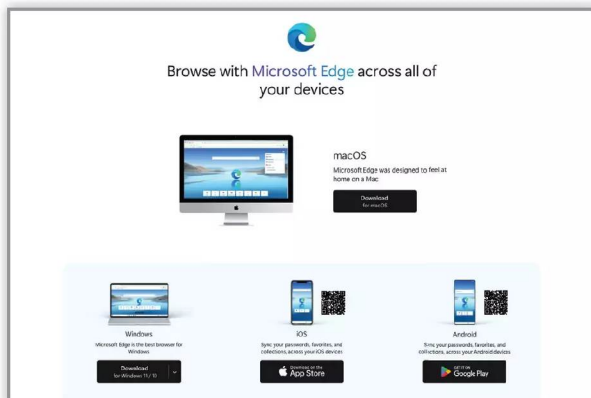 Browse with Microsoft Edge across all of
your devices
macOS
Microsoft Edge was designed to feel at
home on a Mac
Download
for macOS
Windows
Microsoft Edge is the best browser for
Windows
Download
for Windows 11 / 10
iOS
Sync your passwords, favorites, and
collections, across your iOS devices
Download on the
App Store
Android
Sync your passwords, favorites, and
collections, across your Android devices
GET IT ON
Google Play